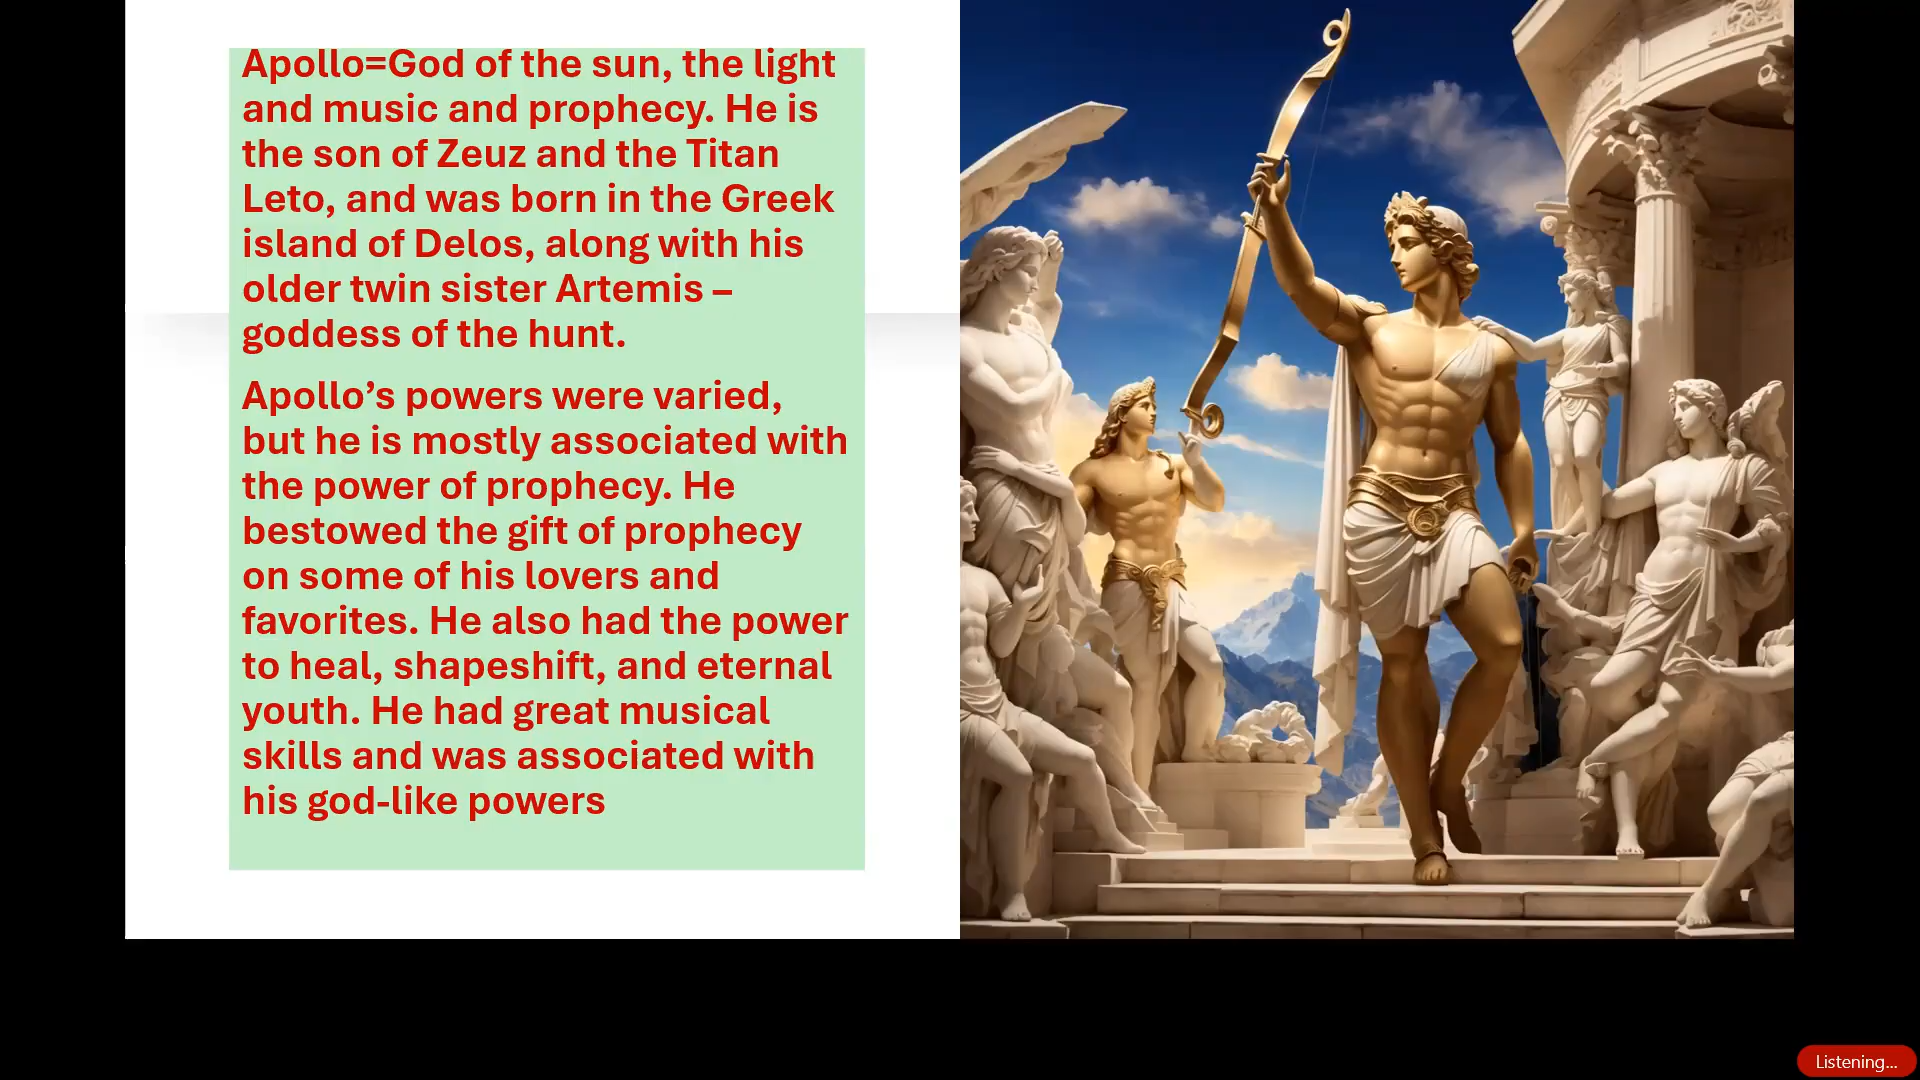 Apollo=God of the sun, the light
and music and prophecy. He is
the son of Zeuz and the Titan
Leto, and was born in the Greek
island of Delos, along with his
older twin sister Artemis –
goddess of the hunt.
Apollo’s powers were varied,
but he is mostly associated with
the power of prophecy. He
bestowed the gift of prophecy
on some of his lovers and
favorites. He also had the power
to heal, shapeshift, and eternal
youth. He had great musical
skills and was associated with
his god-like powers
Listening...